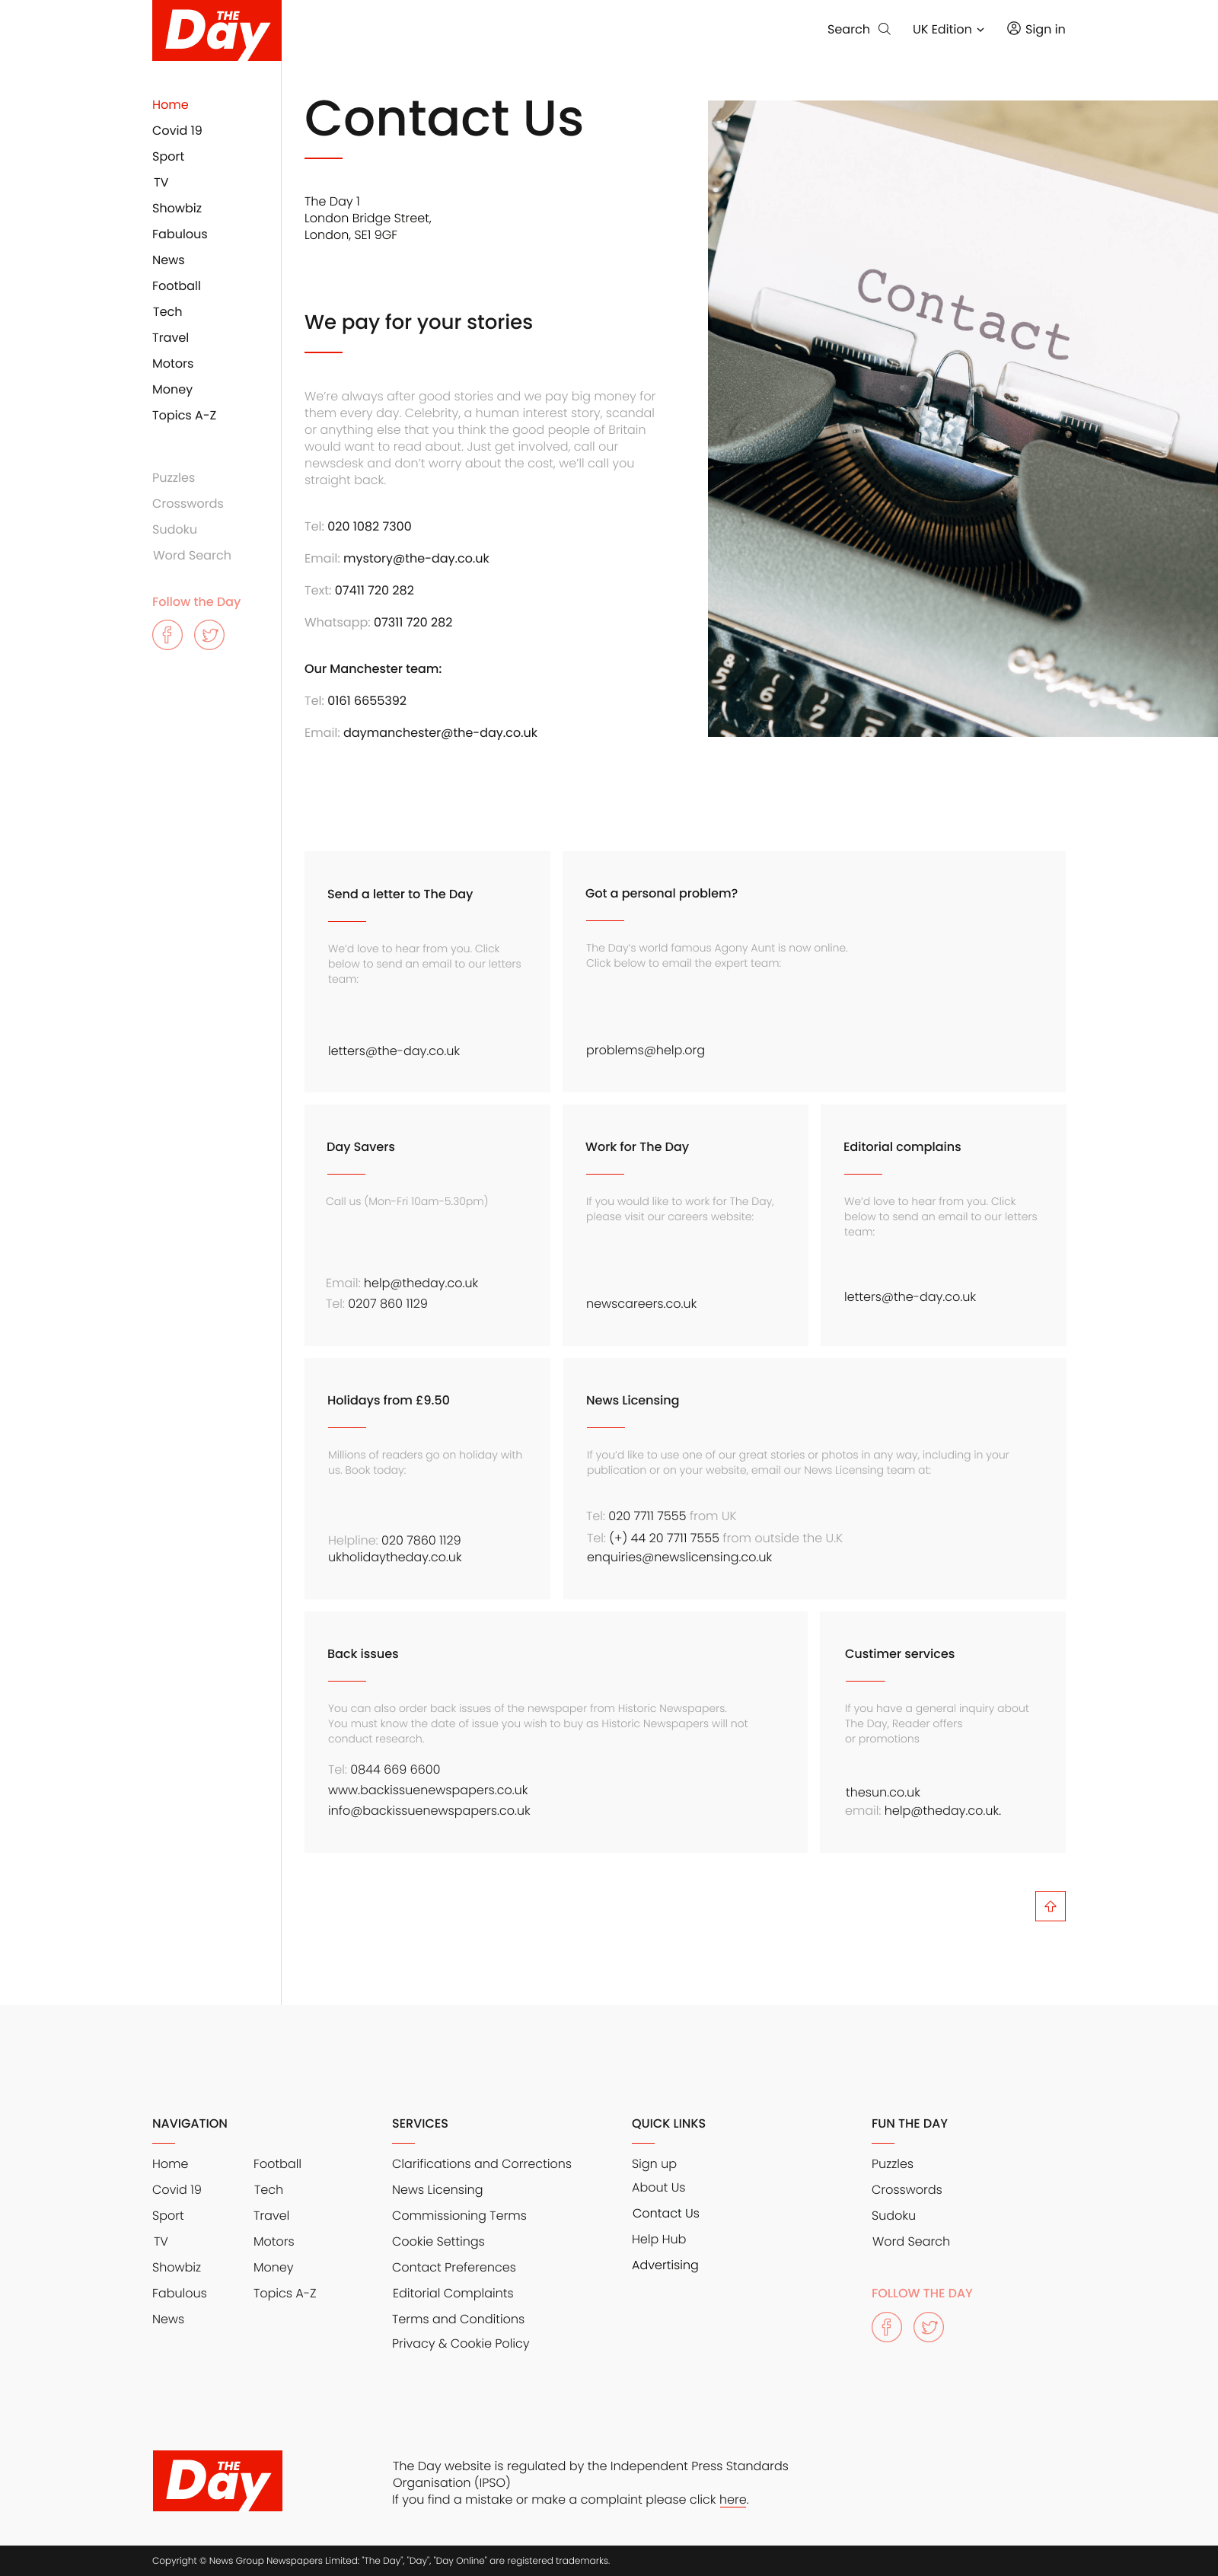 THE
Day
Search
UK Edition
Sign in
Home
Covid 19
Sport
TV
Showbiz
Fabulous
News
Football
Tech
Travel
Motors
Money
Topics A-Z
Puzzles
Crosswords
Sudoku
Word Search
Follow the Day
Contact Us
The Day 1
London Bridge Street,
London, SE1 9GF
We pay for your stories
We're always after good stories and we pay big money for
them every day. Celebrity, a human interest story, scandal
or anything else that you think the good people of Britain
would want to read about. Just get involved, call our
newsdesk and don't worry about the cost, we'll call you
straight back.
Tel: 020 1082 7300
Email: mystory@the-day.co.uk
Text: 07411 720 282
Whatsapp: 07311 720 282
Our Manchester team:
Tel: 0161 6655392
Email: daymanchester@the-day.co.uk
Contact
Olympia
Send a letter to The Day
We'd love to hear from you. Click
below to send an email to our letters
team:
letters@the-day.co.uk
Got a personal problem?
The Day's world famous Agony Aunt is now online.
Click below to email the expert team:
problems@help.org
Day Savers
Call us (Mon-Fri 10am-5.30pm)
Email: help@theday.co.uk
Tel: 0207 860 1129
Work for The Day
If you would like to work for The Day,
please visit our careers website:
newscareers.co.uk
Editorial complains
We'd love to hear from you. Click
below to send an email to our letters
team:
letters@the-day.co.uk
Holidays from £9.50
Millions of readers go on holiday with
us. Book today:
Helpline: 020 7860 1129
ukholidaytheday.co.uk
News Licensing
If you'd like to use one of our great stories or photos in any way, including in your
publication or on your website, email our News Licensing team at:
Tel: 020 7711 7555 from UK
Tel: (+) 44 20 7711 7555 from outside the U.K
enquiries@newslicensing.co.uk
Back issues
You can also order back issues of the newspaper from Historic Newspapers.
You must know the date of issue you wish to buy as Historic Newspapers will not
conduct research.
Tel: 0844 669 6600
www.backissuenewspapers.co.uk
info@backissuenewspapers.co.uk
Custimer services
If you have a general inquiry about
The Day, Reader offers
or promotions
thesun.co.uk
email: help@theday.co.uk.
NAVIGATION
Home
Covid 19
Sport
TV
Showbiz
Fabulous
News
Football
Tech
Travel
Motors
Money
Topics A-Z
SERVICES
Clarifications and Corrections
News Licensing
Commissioning Terms
Cookie Settings
Contact Preferences
Editorial Complaints
Terms and Conditions
Privacy & Cookie Policy
QUICK LINKS
Sign up
About Us
Contact Us
Help Hub
Advertising
FUN THE DAY
Puzzles
Crosswords
Sudoku
Word Search
FOLLOW THE DAY
THE
Day
The Day website is regulated by the Independent Press Standards
Organisation (IPSO)
If you find a mistake or make a complaint please click here.
Copyright © News Group Newspapers Limited: "The Day", "Day", "Day Online" are registered trademarks.